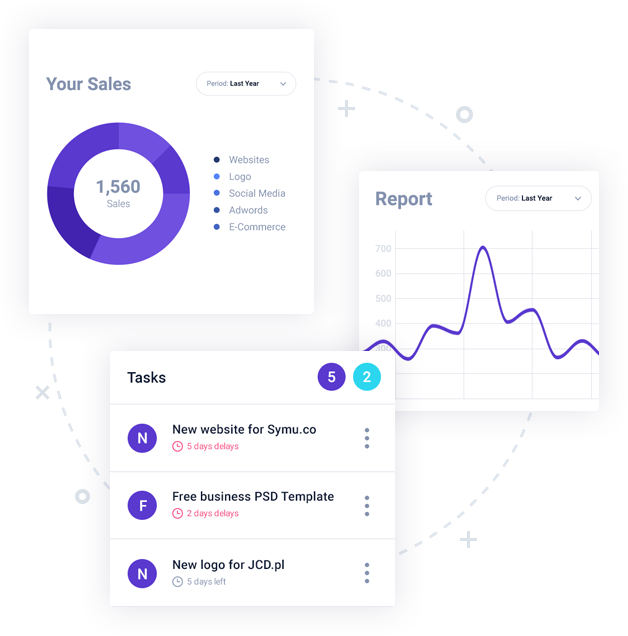 Your Sales
Period: Last Year
1,560
Sales
Websites
Logo
Social Media
Adwords
E-Commerce
Report
Period: Last Year
700
600
500
400
300
Tasks
5
2
N
New website for Symu.co
5 days delays
F
Free business PSD Template
2 days delays
N
New logo for JCD.pl
5 days left